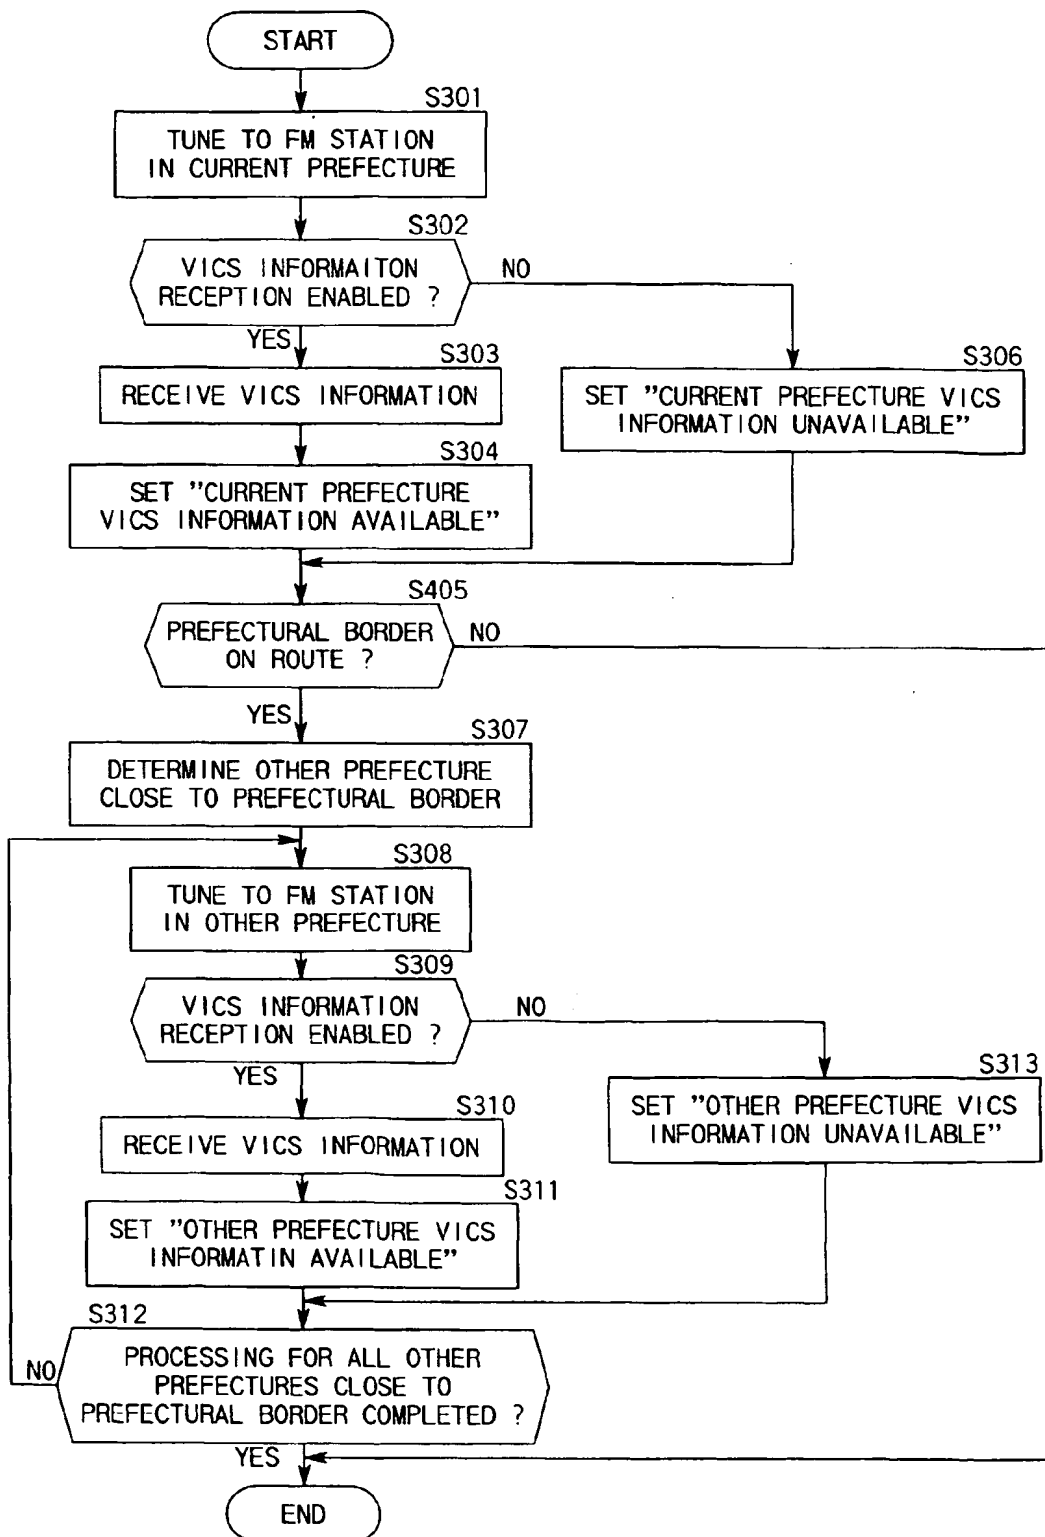 START
S301
TUNE TO FM STATION
IN CURRENT PREFECTURE
S302
VICS INFORMAITON
RECEPTION ENABLED ?
NO
YES
S303
RECEIVE VICS INFORMATION
S306
SET "CURRENT PREFECTURE VICS
INFORMATION UNAVAILABLE"
S304
SET "CURRENT PREFECTURE
VICS INFORMATION AVAILABLE"
S405
PREFECTURAL BORDER
ON ROUTE ?
NO
YES
S307
DETERMINE OTHER PREFECTURE
CLOSE TO PREFECTURAL BORDER
S308
TUNE TO FM STATION
IN OTHER PREFECTURE
S309
VICS INFORMATION
RECEPTION ENABLED ?
NO
YES
S313
SET "OTHER PREFECTURE VICS
INFORMATION UNAVAILABLE"
S310
RECEIVE VICS INFORMATION
S311
SET "OTHER PREFECTURE VICS
INFORMATIN AVAILABLE"
S312
PROCESSING FOR ALL OTHER
PREFECTURES CLOSE TO
PREFECTURAL BORDER COMPLETED ?
NO
YES
END